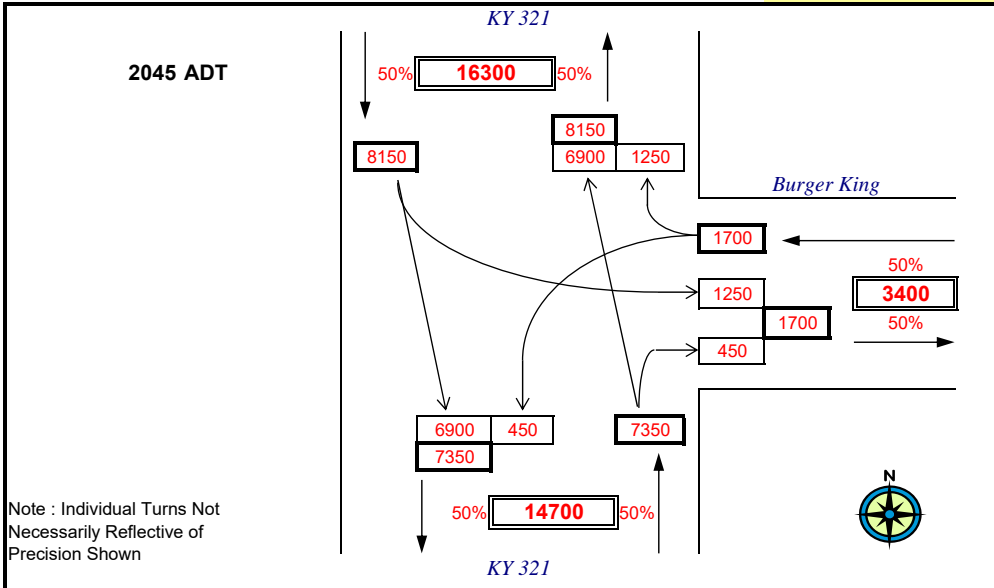 KY 321
2045 ADT
50% 16300 50%
8150
8150
6900 1250
Burger King
1700
50%
1250
3400
1700
50%
450
6900 450
7350
7350
N
Note : Individual Turns Not
Necessarily Reflective of
Precision Shown
50% 14700 50%
KY 321